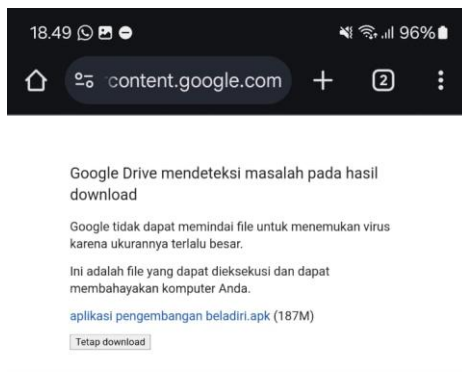 18.49 96%
content.google.com + 2
Google Drive mendeteksi masalah pada hasil
download
Google tidak dapat memindai file untuk menemukan virus
karena ukurannya terlalu besar.
Ini adalah file yang dapat dieksekusi dan dapat
membahayakan komputer Anda.
aplikasi pengembangan beladiri.apk (187M)
Tetap download